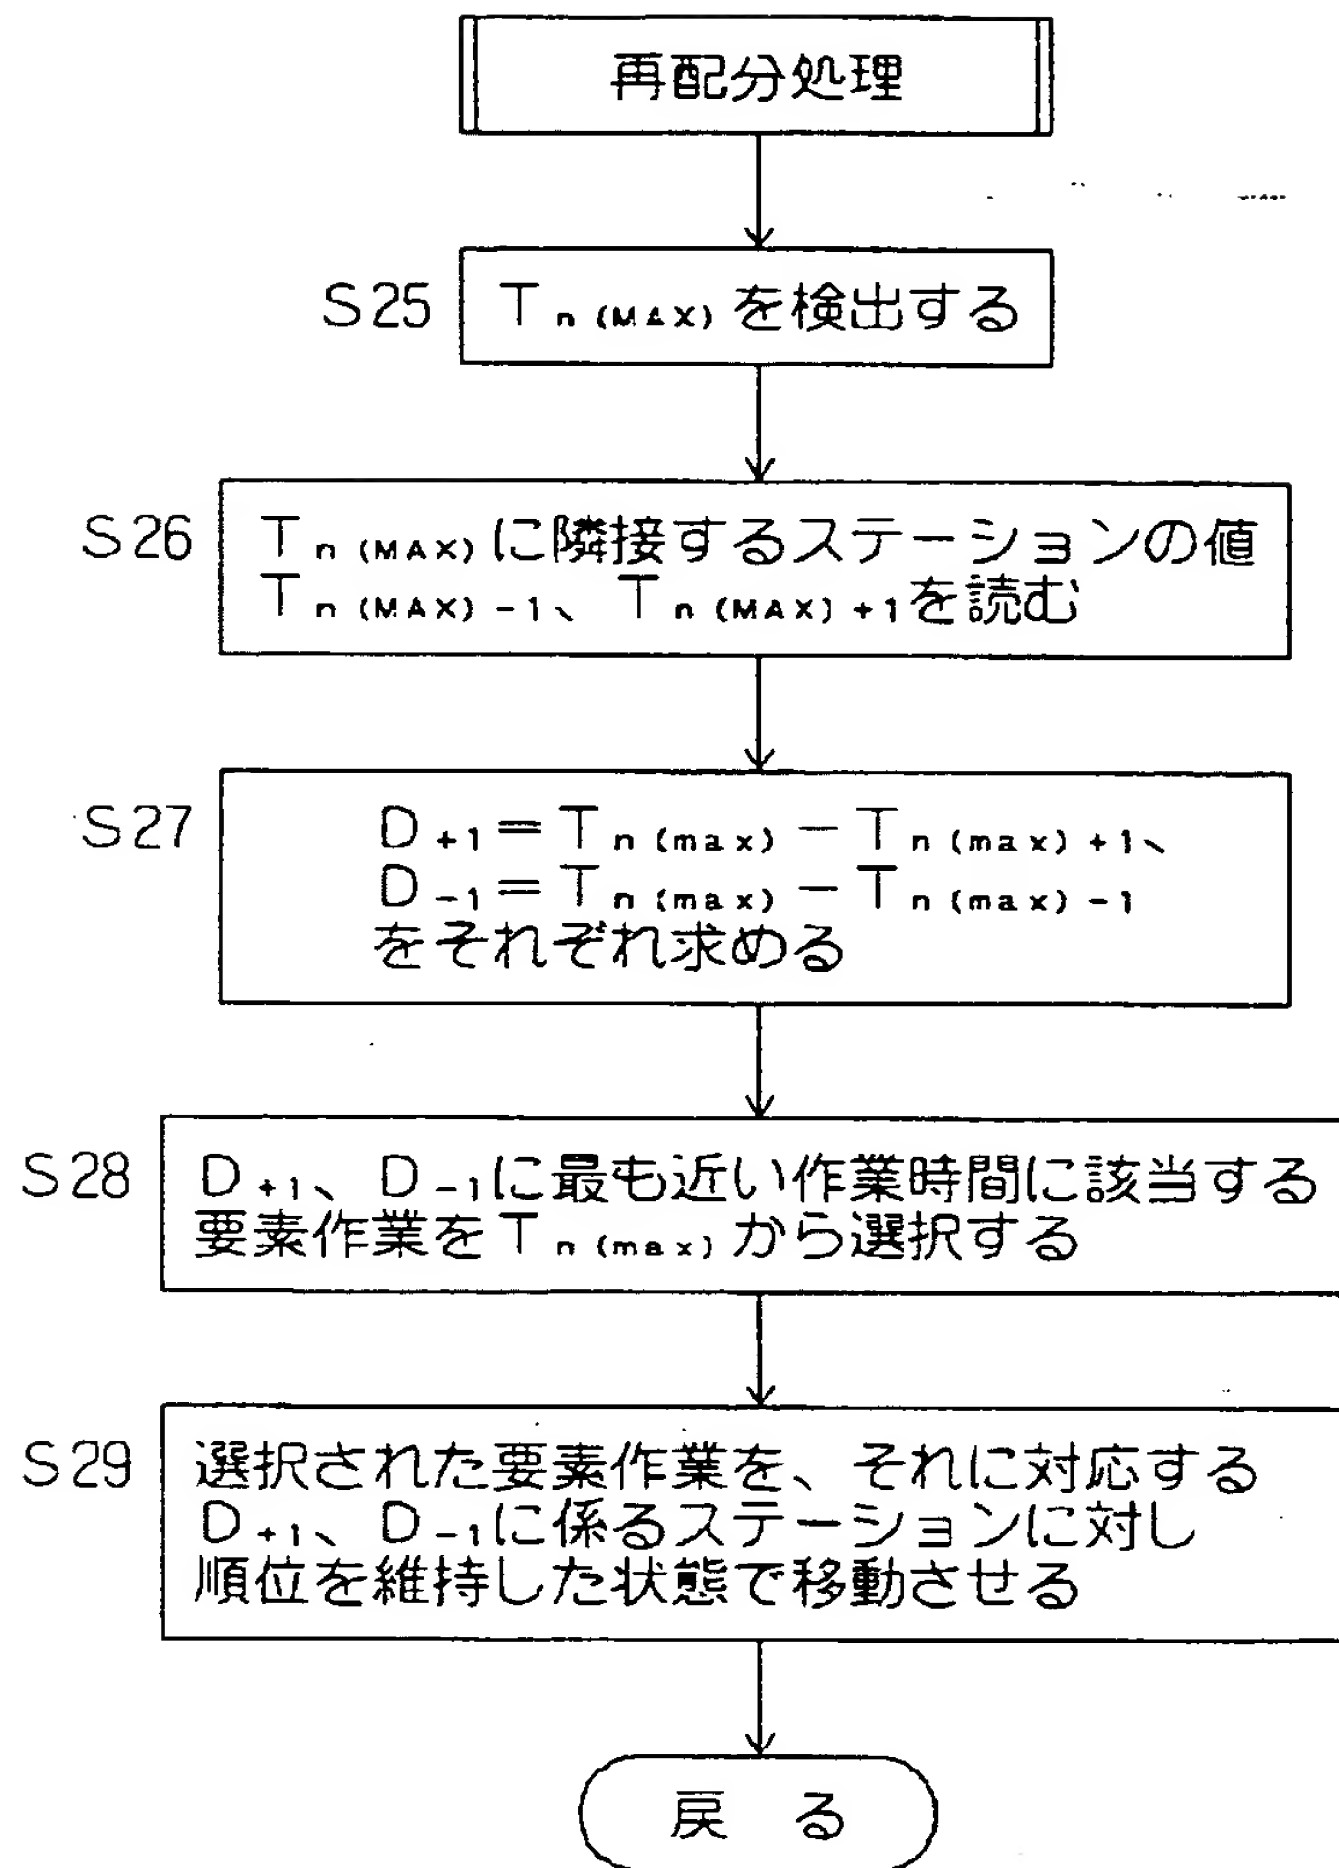 再配分処理
S25 Tn(MAX)を検出する
S26 Tn(MAX)に隣接するステーションの値
Tn(MAX)-1、Tn(MAX)+1を読む
S27 D+1=Tn(max)-Tn(max)+1、
D-1=Tn(max)-Tn(max)-1
をそれぞれ求める
S28 D+1、D-1に最も近い作業時間に該当する
要素作業をTn(max)から選択する
S29 選択された要素作業を、それに対応する
D+1、D-1に係るステーションに対し
順位を維持した状態で移動させる
戻る